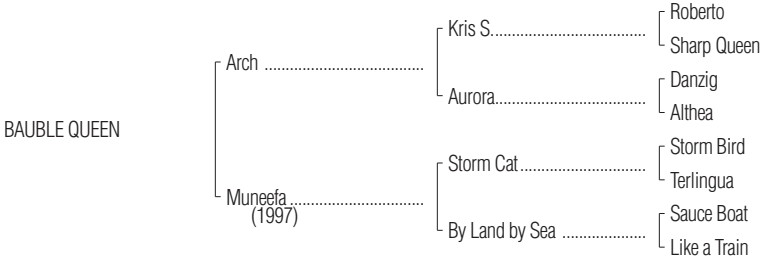 Roberto
Kris S.
Sharp Queen
Arch
Danzig
Aurora
Althea
BAUBLE QUEEN
Storm Bird
Storm Cat
Terlingua
Muneefa
(1997)
Sauce Boat
By Land by Sea
Like a Train